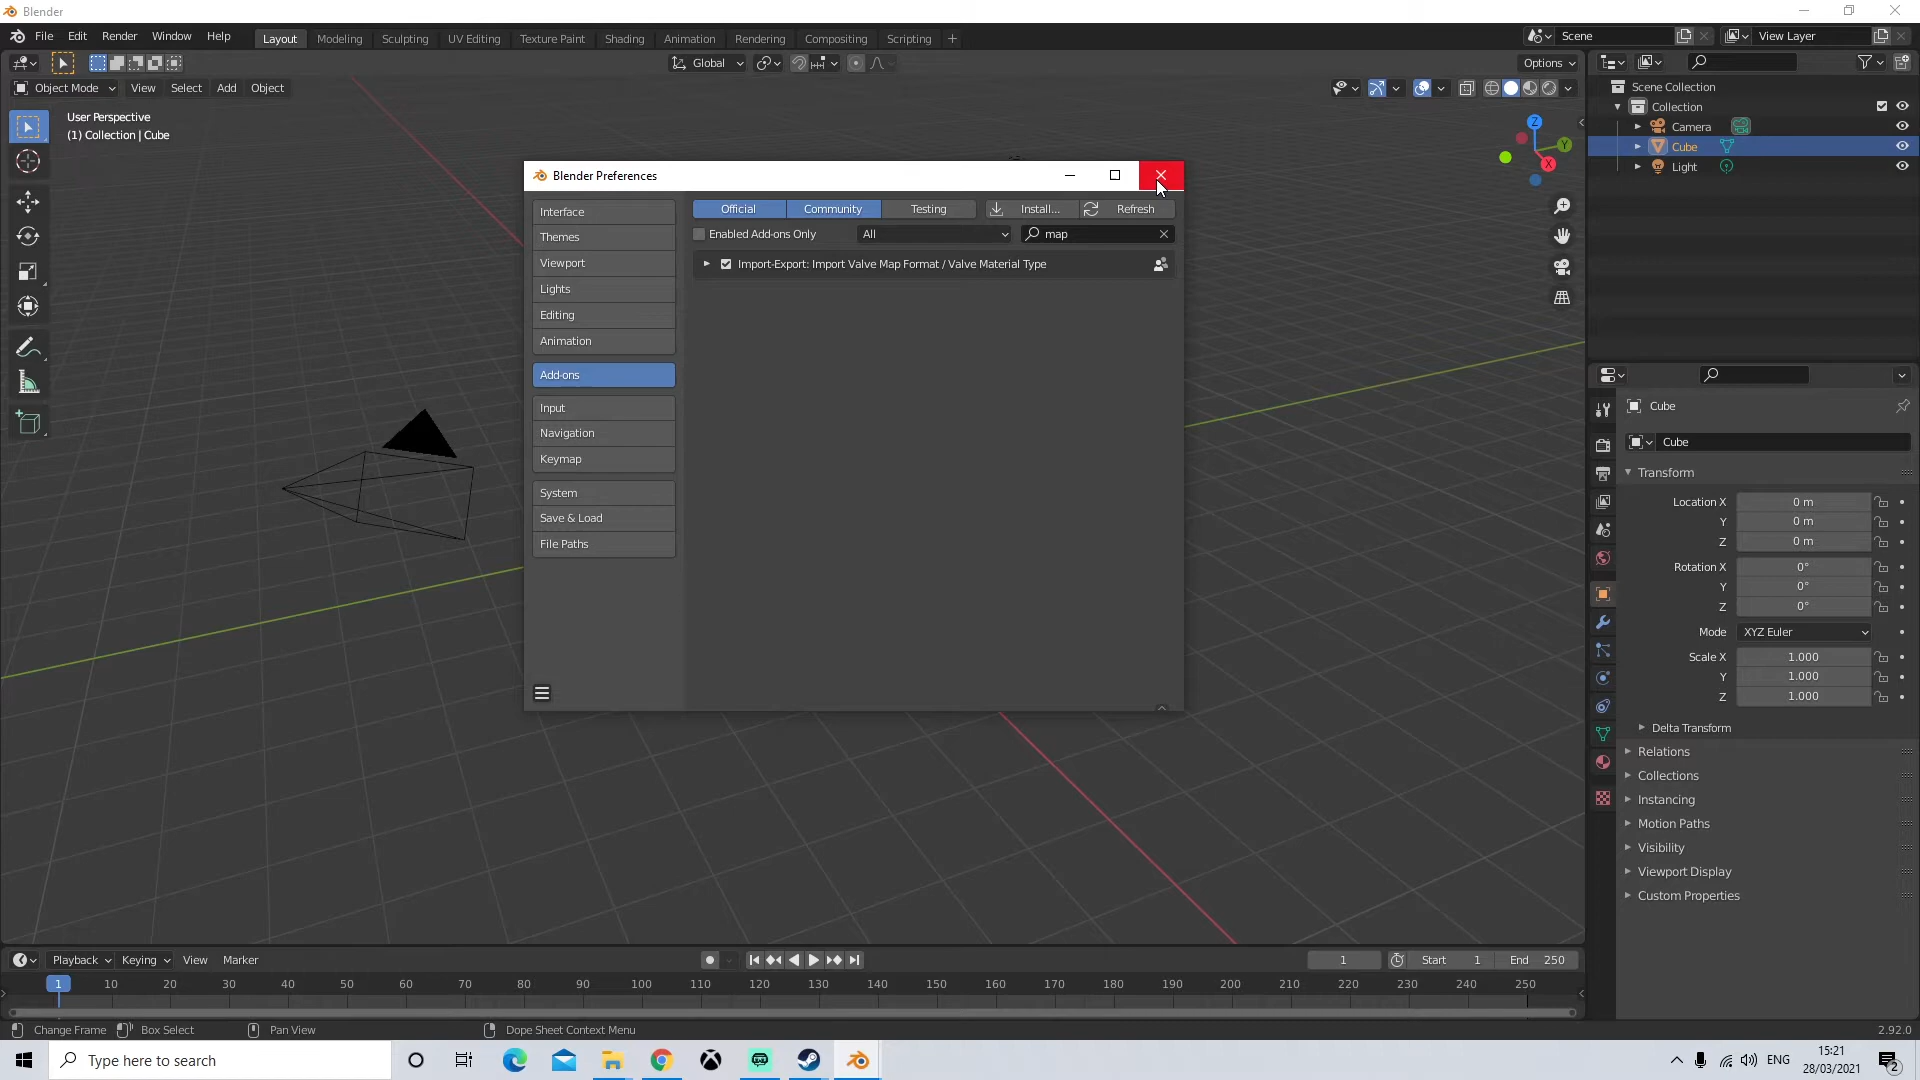 Blender
File Edit Render Window Help
Layout Modeling Sculpting UV Editing Texture Paint Shading Animation Rendering Compositing Scripting +
Scene
View Layer
Global
Options
Object Mode View Select Add Object
User Perspective
(1) Collection | Cube
Z
Y
X
Scene Collection
Collection
Camera
Cube
Light
Blender Preferences
Interface
Themes
Viewport
Lights
Editing
Animation
Add-ons
Input
Navigation
Keymap
System
Save & Load
File Paths
Official Community Testing Install... Refresh
Enabled Add-ons Only All map
Import-Export: Import Valve Map Format / Valve Material Type
Cube
Cube
Transform
Location X 0 m
Y 0 m
Z 0 m
Rotation X 0°
Y 0°
Z 0°
Mode XYZ Euler
Scale X 1.000
Y 1.000
Z 1.000
Delta Transform
Relations
Collections
Instancing
Motion Paths
Visibility
Viewport Display
Custom Properties
Playback Keying View Marker
1 Start 1 End 250
1 10 20 30 40 50 60 70 80 90 100 110 120 130 140 150 160 170 180 190 200 210 220 230 240 250
Change Frame Box Select Pan View Dope Sheet Context Menu 2.92.0
Type here to search
ENG
15:21
28/03/2021
2